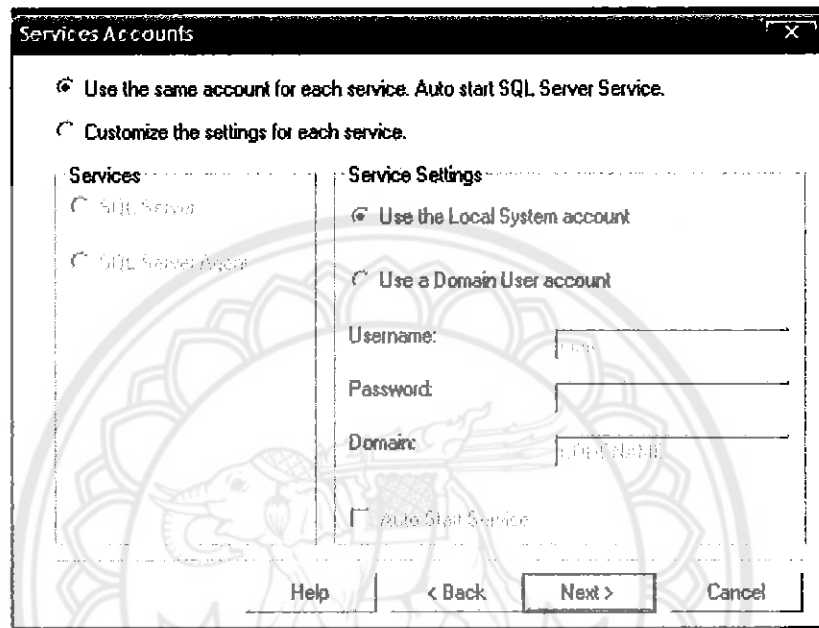 Services Accounts
Use the same account for each service. Auto start SQL Server Service.
Customize the settings for each service.
Services
SQL Server
SQL Server Agent
Service Settings
Use the Local System account
Use a Domain User account
Username:
Password:
Domain:
Auto Start Service
Help
< Back
Next >
Cancel